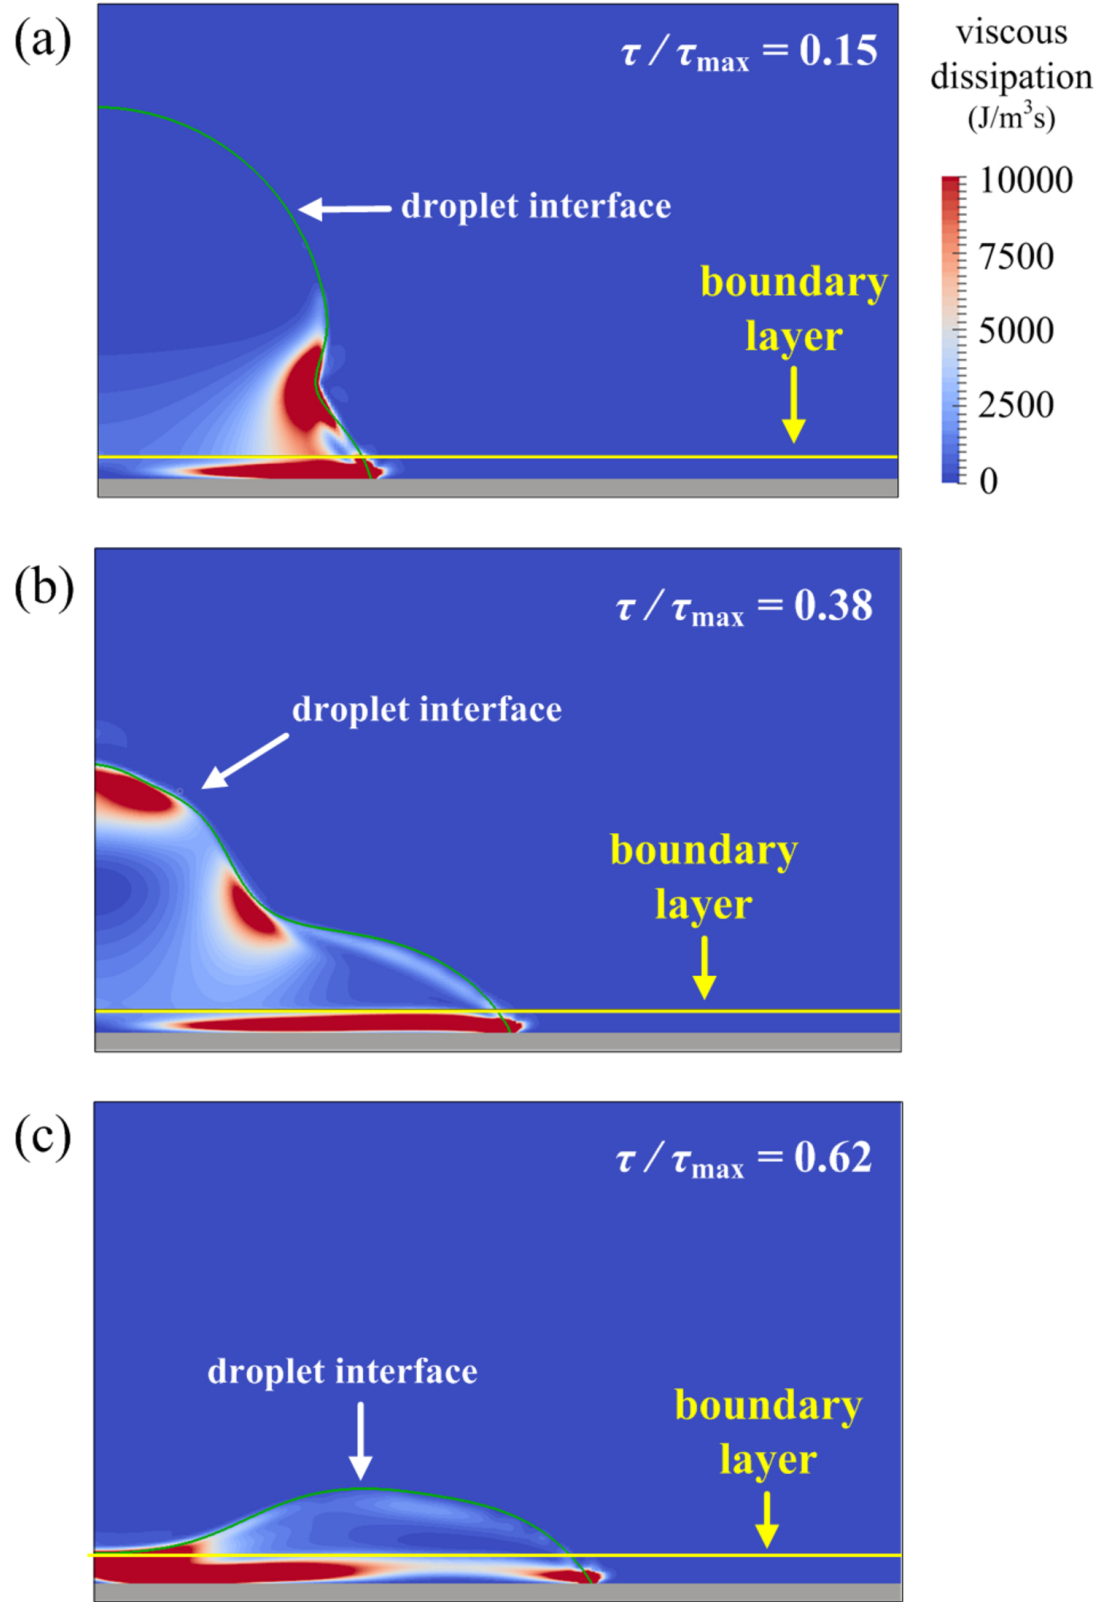 (a)
τ / τmax = 0.15
viscous
dissipation
(J/m³s)
10000
7500
5000
2500
0
droplet interface
boundary
layer
(b)
τ / τmax = 0.38
droplet interface
boundary
layer
(c)
τ / τmax = 0.62
droplet interface
boundary
layer